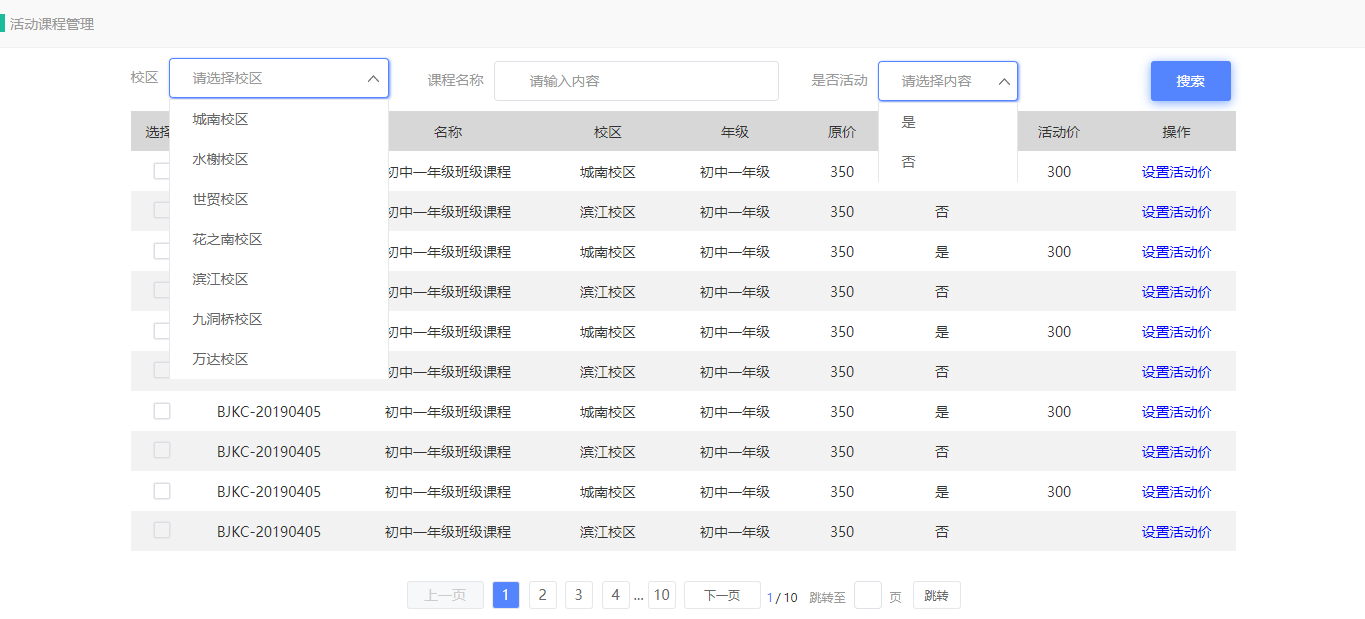 活动课程管理
校区 请选择校区 课程名称 请输入内容 是否活动 请选择内容 搜索
城南校区
水榭校区
世贸校区
花之南校区
滨江校区
九洞桥校区
万达校区
是
否
选择 名称 校区 年级 原价 活动价 操作
初中一年级班级课程 城南校区 初中一年级 350 300 设置活动价
初中一年级班级课程 滨江校区 初中一年级 350 否 设置活动价
初中一年级班级课程 城南校区 初中一年级 350 是 300 设置活动价
初中一年级班级课程 滨江校区 初中一年级 350 否 设置活动价
初中一年级班级课程 城南校区 初中一年级 350 是 300 设置活动价
初中一年级班级课程 滨江校区 初中一年级 350 否 设置活动价
BJKC-20190405 初中一年级班级课程 城南校区 初中一年级 350 是 300 设置活动价
BJKC-20190405 初中一年级班级课程 滨江校区 初中一年级 350 否 设置活动价
BJKC-20190405 初中一年级班级课程 城南校区 初中一年级 350 是 300 设置活动价
BJKC-20190405 初中一年级班级课程 滨江校区 初中一年级 350 否 设置活动价
上一页 1 2 3 4 ... 10 下一页 1 / 10 跳转至 页 跳转